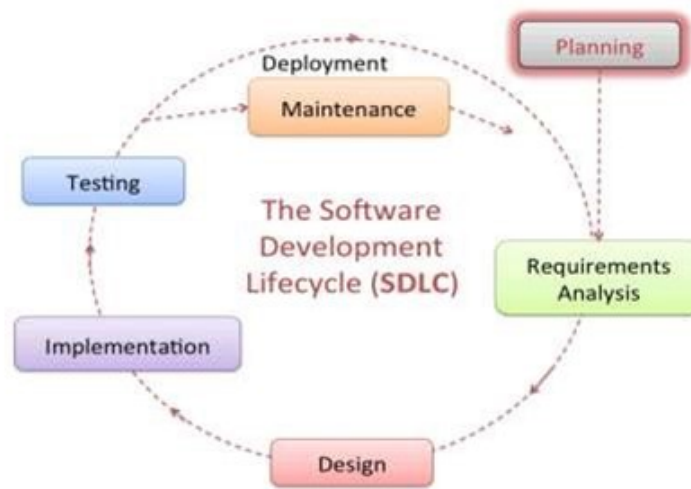 Planning
Deployment
Maintenance
Testing
The Software
Development
Lifecycle (SDLC)
Requirements
Analysis
Implementation
Design